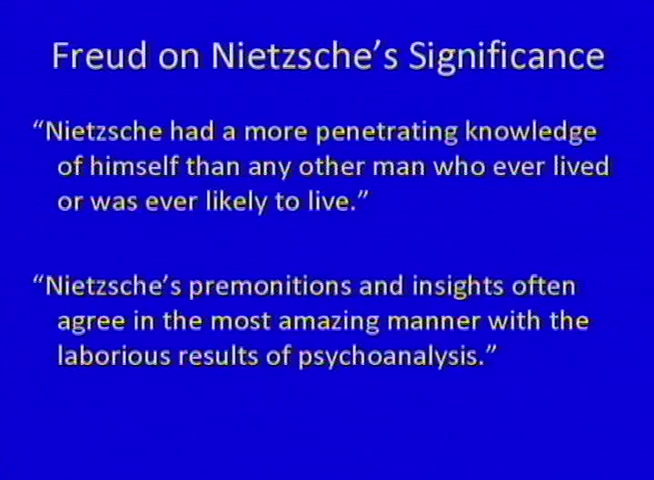 Freud on Nietzsche’s Significance
“Nietzsche had a more penetrating knowledge
of himself than any other man who ever lived
or was ever likely to live.”
“Nietzsche’s premonitions and insights often
agree in the most amazing manner with the
laborious results of psychoanalysis.”